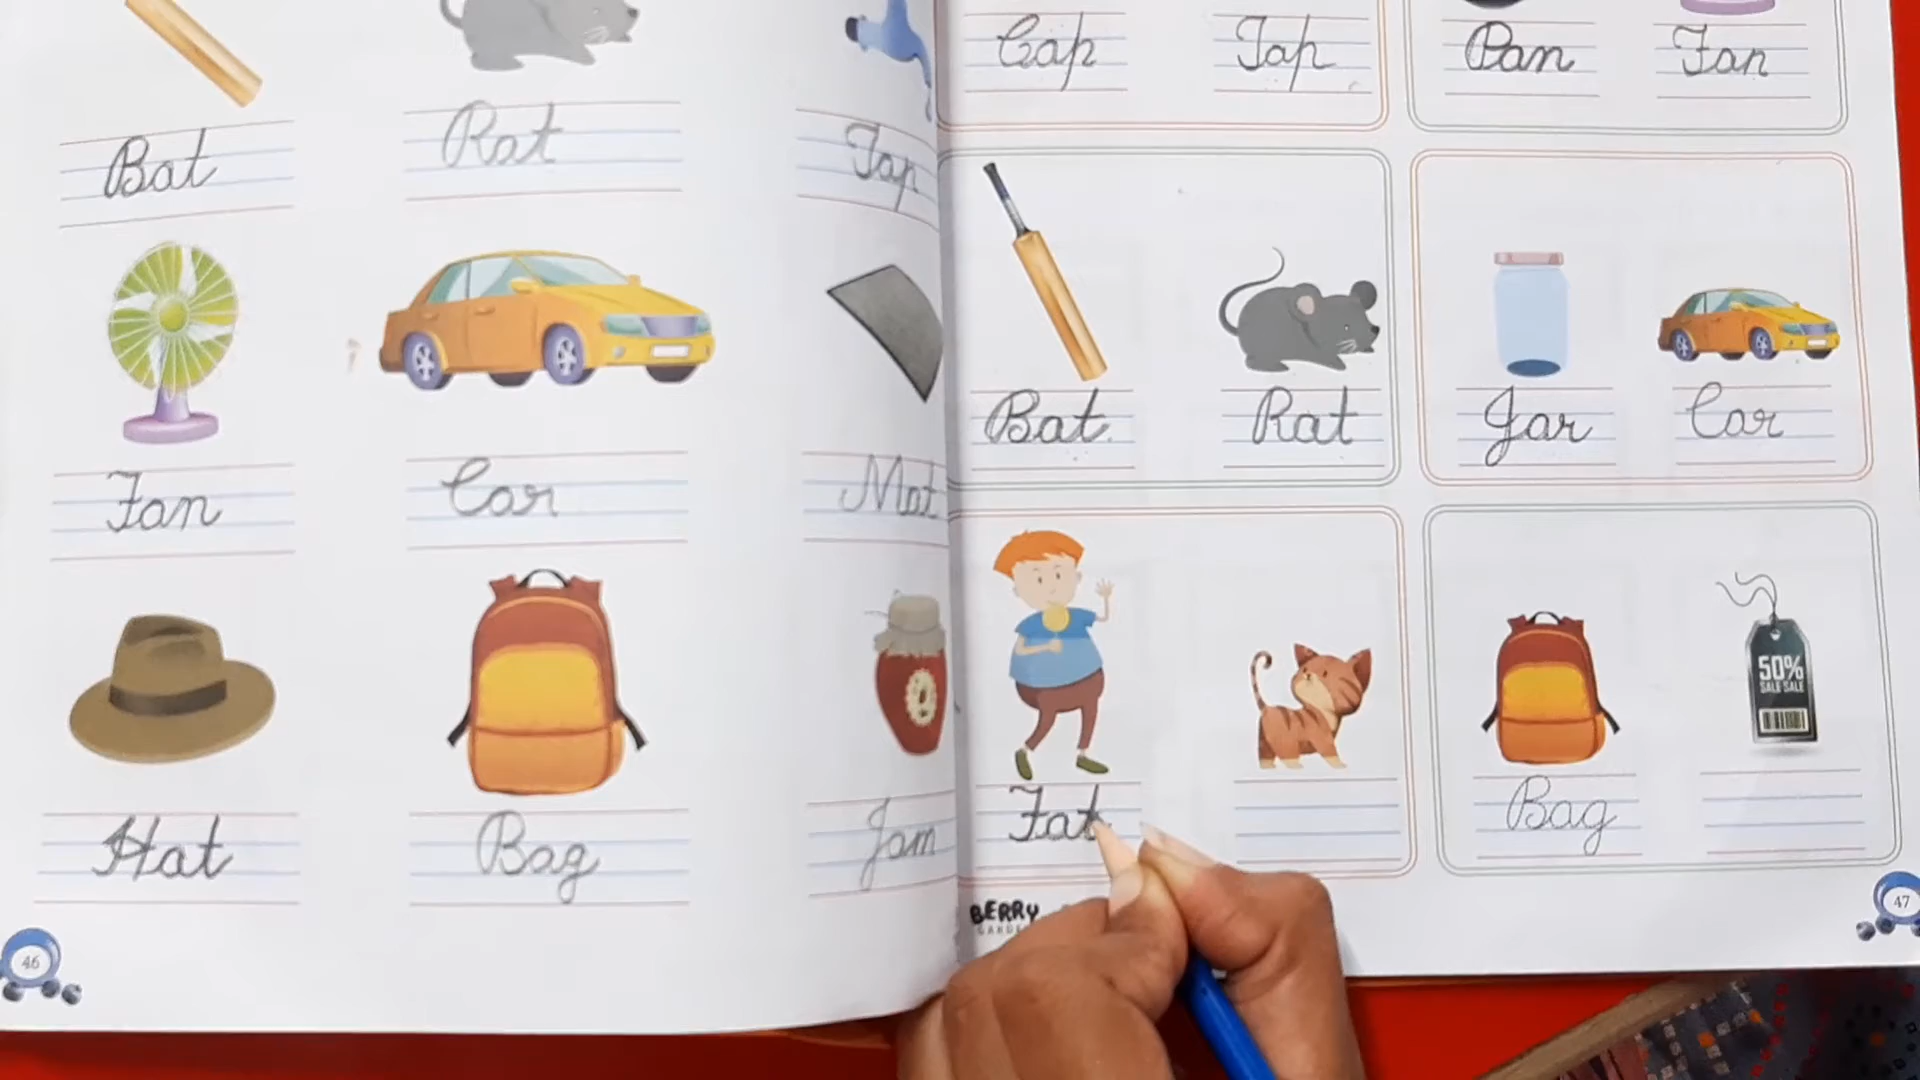 Bat Rat Tap
Fan Car Mat
Hat Bag Jam
46
Cap Tap Pan Fan
Bat Rat Jar Car
50%
SALE SALE
Fat Bag
BERRY
GARDE
47